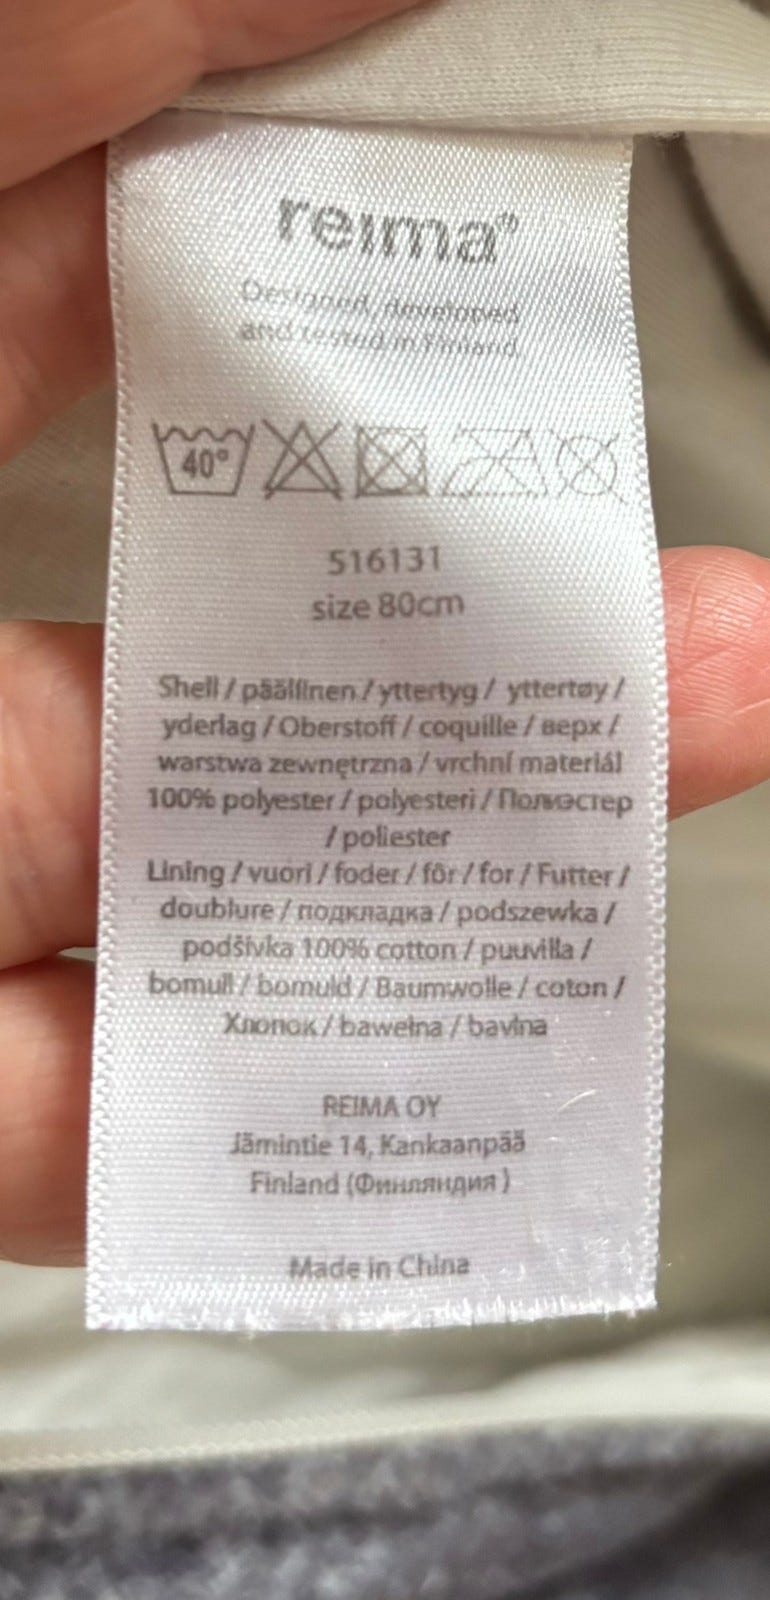 reima®
Designed, developed
and tested in Finland.
40°
516131
size 80cm
Shell / päällinen / yttertyg / yttertøy /
yderlag / Oberstoff / coquille / верх /
warstwa zewnętrzna / vrchní materiál
100% polyester / polyesteri / Полиэстер
/ poliester
Lining / vuori / foder / fôr / for / Futter /
doublure / подкладка / podszewka /
podšívka 100% cotton / puuvilla /
bomull / bomuld / Baumwolle / coton /
Хлопок / bawełna / bavlna
REIMA OY
Jämintie 14, Kankaanpää
Finland (Финляндия)
Made in China